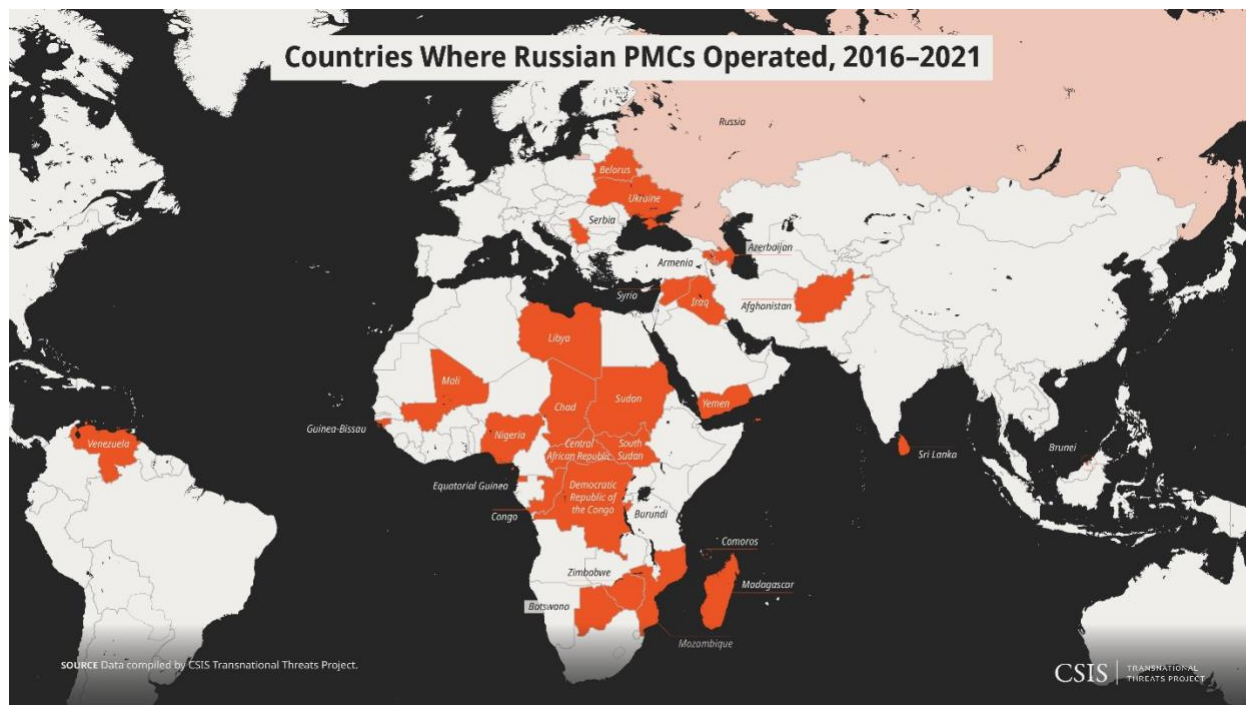 Countries Where Russian PMCs Operated, 2016–2021
Russia
Belarus
Ukraine
Serbia
Azerbaijan
Armenia
Syria
Iraq
Afghanistan
Libya
Mali
Chad
Sudan
Yemen
Guinea-Bissau
Nigeria
Venezuela
Central
African Republic
South
Sudan
Sri Lanka
Brunei
Equatorial Guinea
Democratic
Republic of
the Congo
Congo
Burundi
Comoros
Zimbabwe
Madagascar
Botswana
Mozambique
SOURCE Data compiled by CSIS Transnational Threats Project.
CSIS
TRANSNATIONAL
THREATS PROJECT